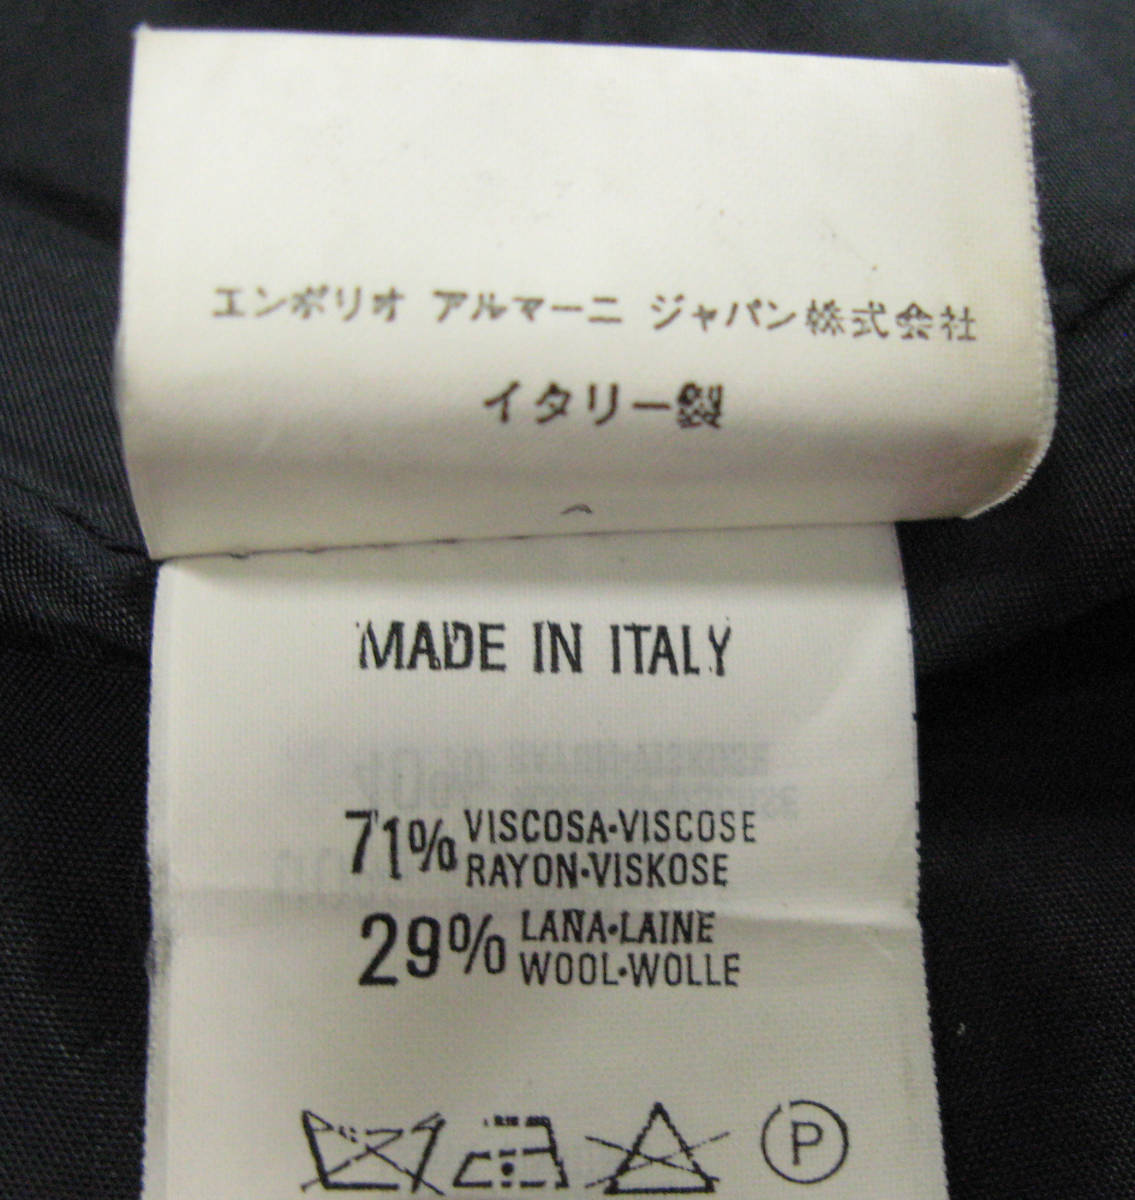 エンポリオ アルマーニ ジャパン株式会社
イタリー製
MADE IN ITALY
71% VISCOSA·VISCOSE
RAYON·VISKOSE
29% LANA·LAINE
WOOL·WOLLE
P